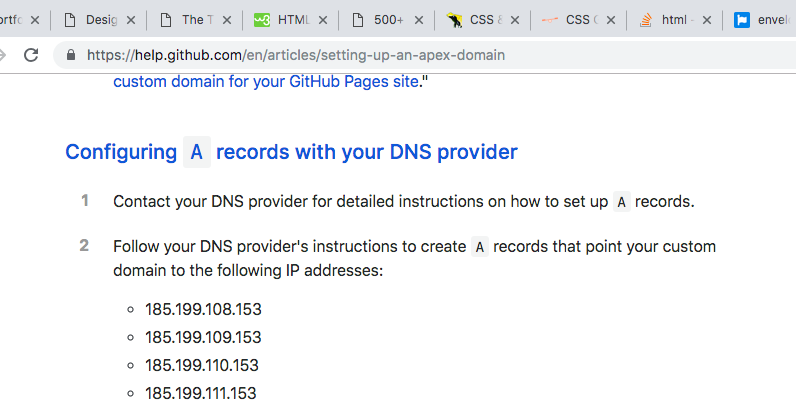 Desig
The T
HTML
500+
CSS &
CSS
html -
https://help.github.com/en/articles/setting-up-an-apex-domain
custom domain for your GitHub Pages site."
Configuring A records with your DNS provider
1 Contact your DNS provider for detailed instructions on how to set up A records.
2 Follow your DNS provider's instructions to create A records that point your custom
domain to the following IP addresses:
185.199.108.153
185.199.109.153
185.199.110.153
185.199.111.153